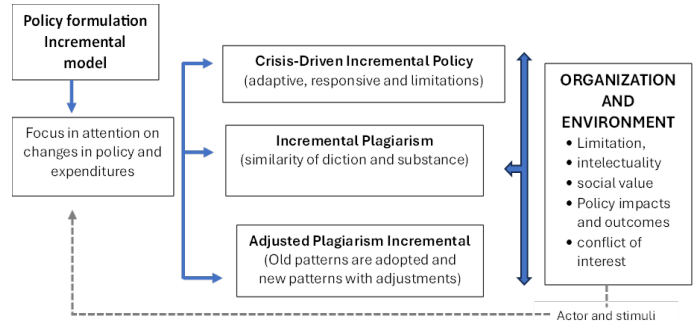 Policy formulation
Incremental
model
Focus in attention on
changes in policy and
expenditures
Crisis-Driven Incremental Policy
(adaptive, responsive and limitations)
Incremental Plagiarism
(similarity of diction and substance)
Adjusted Plagiarism Incremental
(Old patterns are adopted and
new patterns with adjustments)
ORGANIZATION
AND
ENVIRONMENT
• Limitation,
• intelectuality
• social value
• Policy impacts
and outcomes
• conflict of
interest
Actor and stimuli